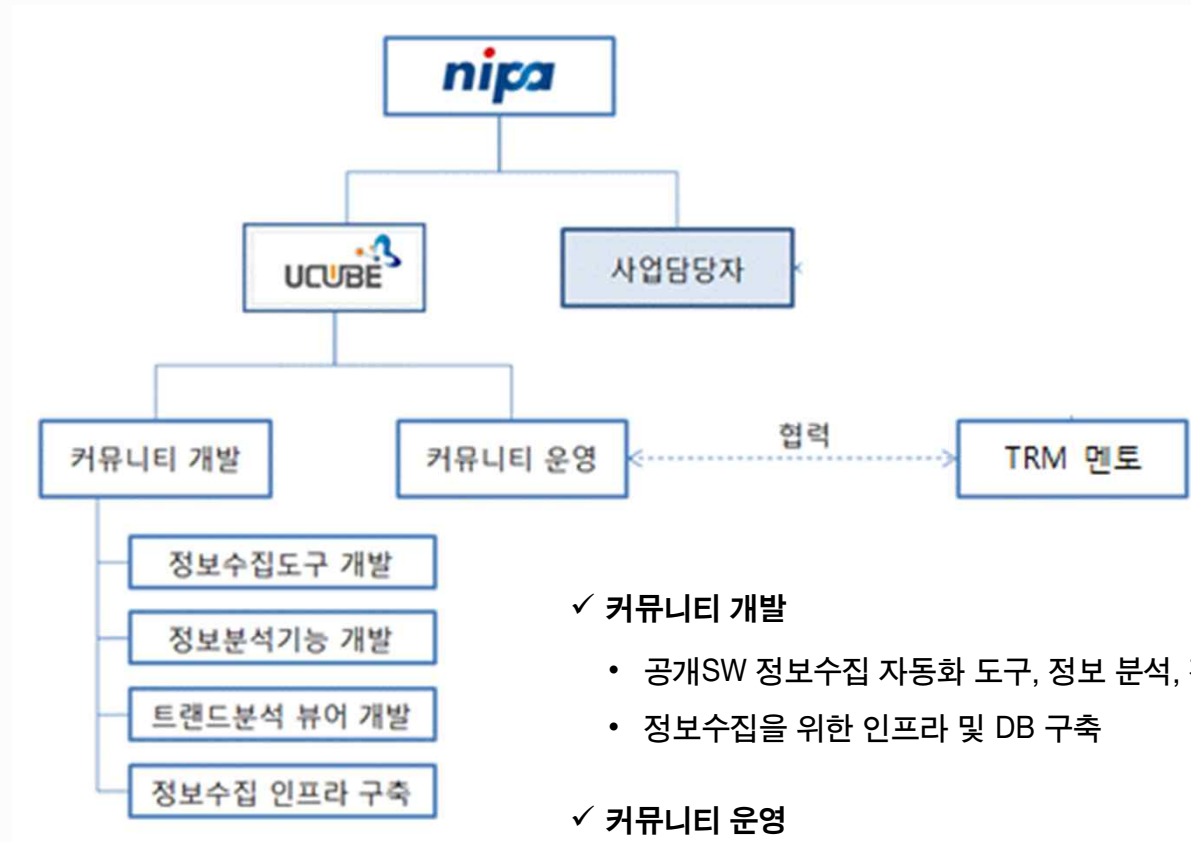 nipa
UCUBE
사업담당자
커뮤니티 개발
커뮤니티 운영
협력
TRM 멘토
정보수집도구 개발
정보분석기능 개발
트랜드분석 뷰어 개발
정보수집 인프라 구축
✓ 커뮤니티 개발
• 공개SW 정보수집 자동화 도구, 정보 분석,
• 정보수집을 위한 인프라 및 DB 구축
✓ 커뮤니티 운영